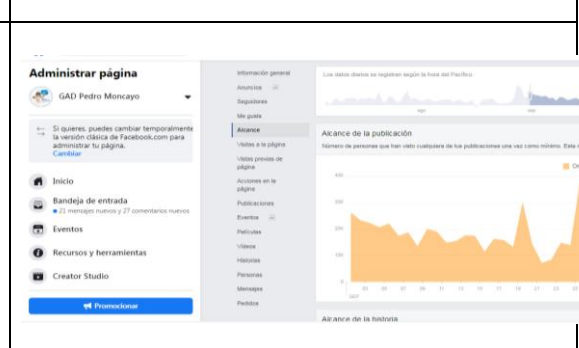 Administrar página
GAD Pedro Moncayo
Si quieres, puedes cambiar temporalmente
la versión clásica de Facebook.com para
administrar tu página.
Cambiar
Inicio
Bandeja de entrada
21 mensajes nuevos y 27 comentarios nuevos
Eventos
Recursos y herramientas
Creator Studio
Promocionar
Información general
Anuncios
Seguidores
Me gusta
Alcance
Visitas a la página
Vistas previas de
página
Acciones en la
página
Publicaciones
Eventos
Películas
Videos
Historias
Personas
Mensajes
Pedidos
Los datos diarios se registran según la hora del Pacífico.
Alcance de la publicación
Número de personas que han visto cualquiera de tus publicaciones una vez como mínimo. Esta
SEP
Alcance de la historia